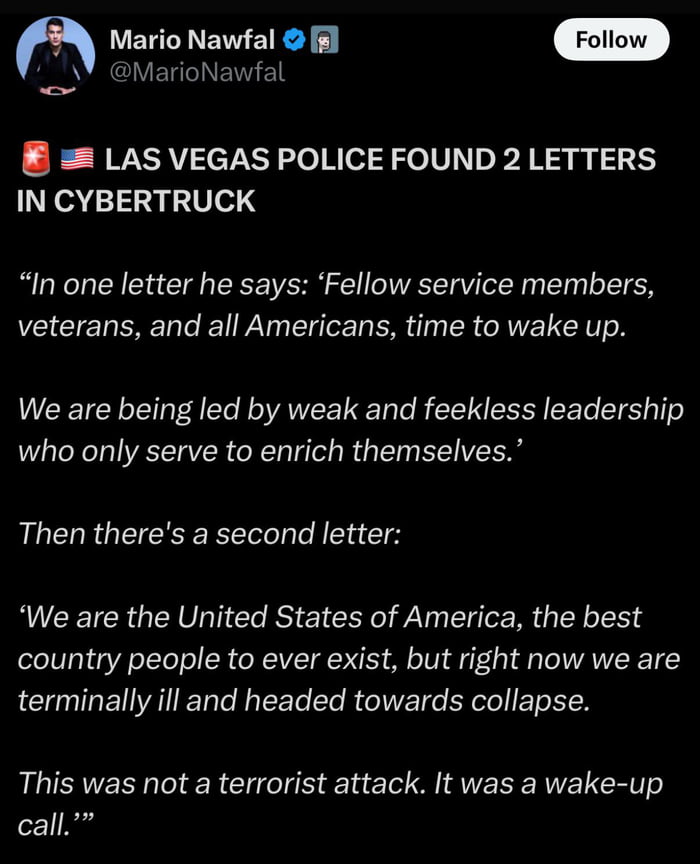 Mario Nawfal
Follow
@MarioNawfal
🚨 🇺🇸 LAS VEGAS POLICE FOUND 2 LETTERS
IN CYBERTRUCK
“In one letter he says: ‘Fellow service members,
veterans, and all Americans, time to wake up.
We are being led by weak and feekless leadership
who only serve to enrich themselves.’
Then there's a second letter:
‘We are the United States of America, the best
country people to ever exist, but right now we are
terminally ill and headed towards collapse.
This was not a terrorist attack. It was a wake-up
call.’”